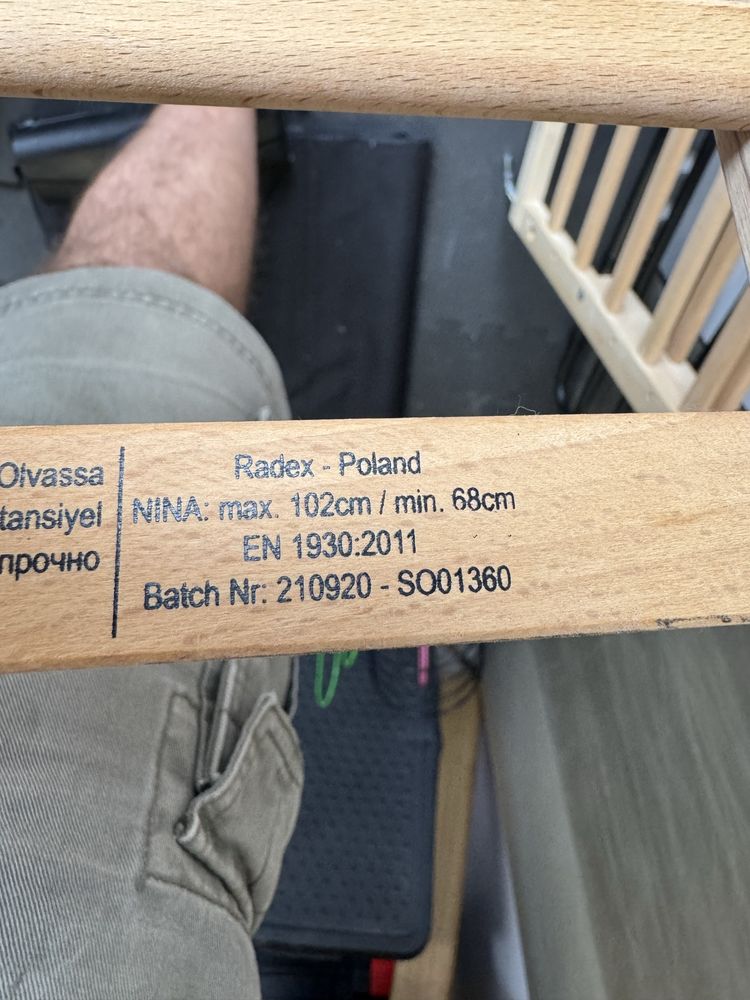 Olvassa
tansiyel
прочно
Radex - Poland
NINA: max. 102cm / min. 68cm
EN 1930:2011
Batch Nr: 210920 - SO01360